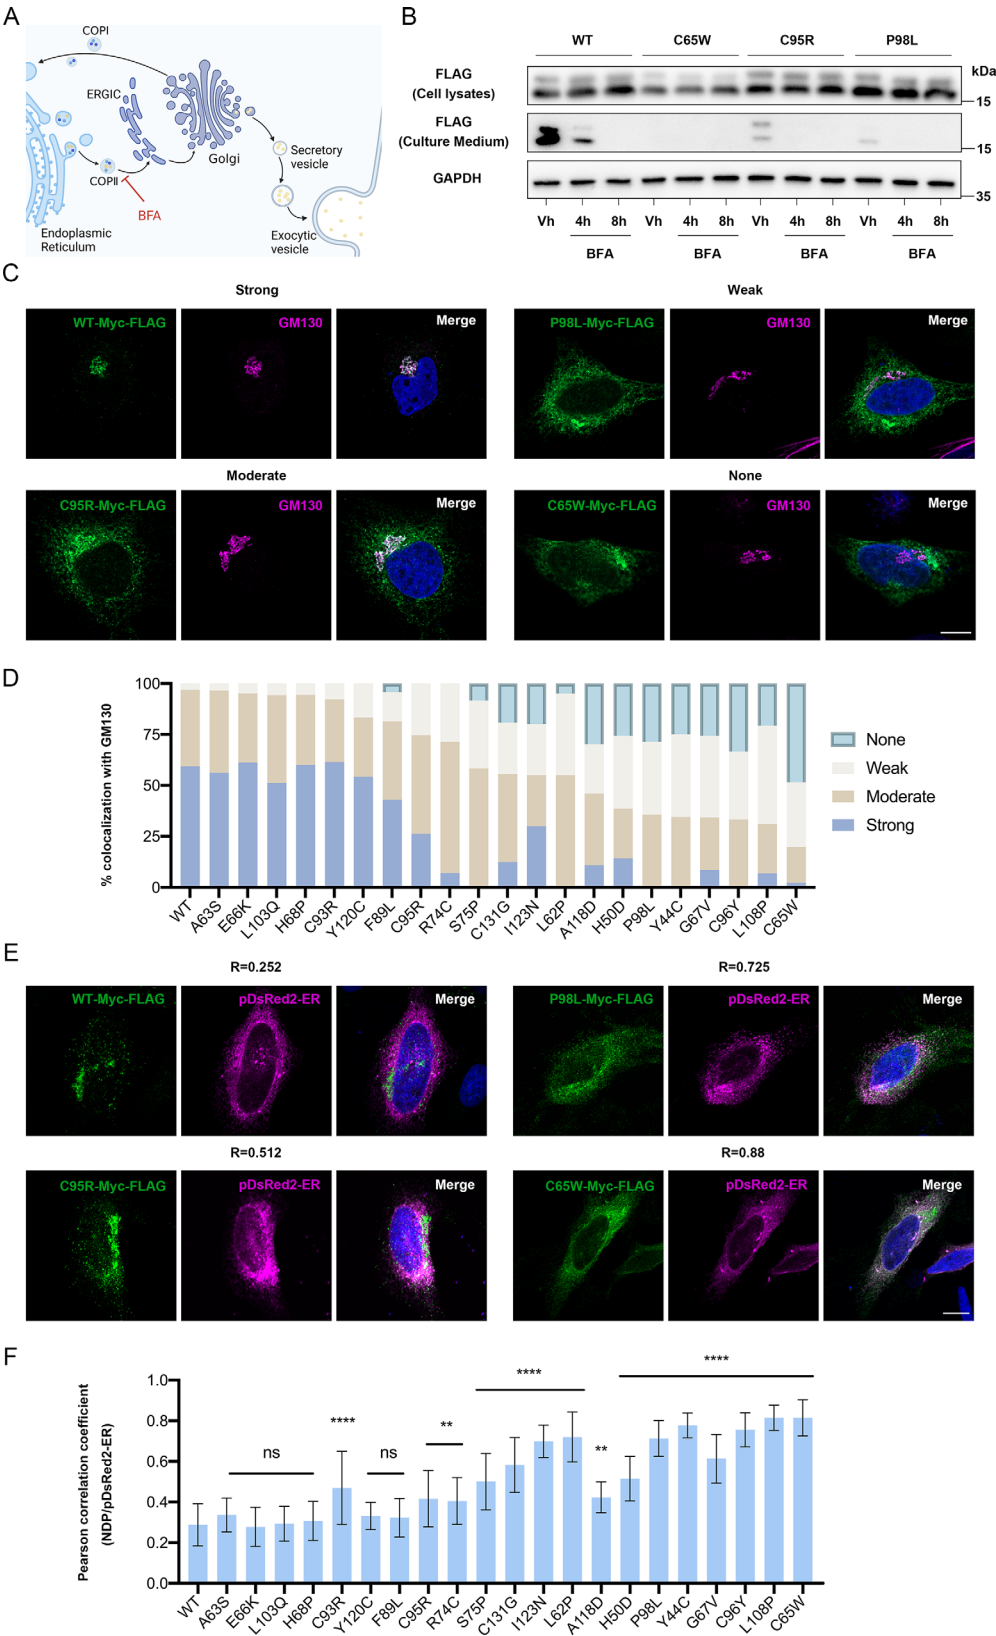 A
COPI
ERGIC
Golgi
COPII
BFA
Secretory
vesicle
Endoplasmic
Reticulum
Exocytic
vesicle
B
WT C65W C95R P98L
kDa
FLAG
(Cell lysates)
15
FLAG
(Culture Medium)
15
GAPDH
35
Vh 4h 8h Vh 4h 8h Vh 4h 8h Vh 4h 8h
BFA BFA BFA BFA
C
Strong Weak
WT-Myc-FLAG GM130 Merge P98L-Myc-FLAG GM130 Merge
Moderate None
C95R-Myc-FLAG GM130 Merge C65W-Myc-FLAG GM130 Merge
D
% colocalization with GM130
100
75
50
25
0
None
Weak
Moderate
Strong
WT A63S E66K L103Q H68P C93R Y120C F89L C95R R74C S75P C131G I123N L62P A118D H50D P98L Y44C G67V C96Y L108P C65W
E
R=0.252 R=0.725
WT-Myc-FLAG pDsRed2-ER Merge P98L-Myc-FLAG pDsRed2-ER Merge
R=0.512 R=0.88
C95R-Myc-FLAG pDsRed2-ER Merge C65W-Myc-FLAG pDsRed2-ER Merge
F
Pearson correlation coefficient
(NDP/pDsRed2-ER)
1.0
0.8
0.6
0.4
0.2
0.0
ns **** ns ** **** ** ****
WT A63S E66K L103Q H68P C93R Y120C F89L C95R R74C S75P C131G I123N L62P A118D H50D P98L Y44C G67V C96Y L108P C65W